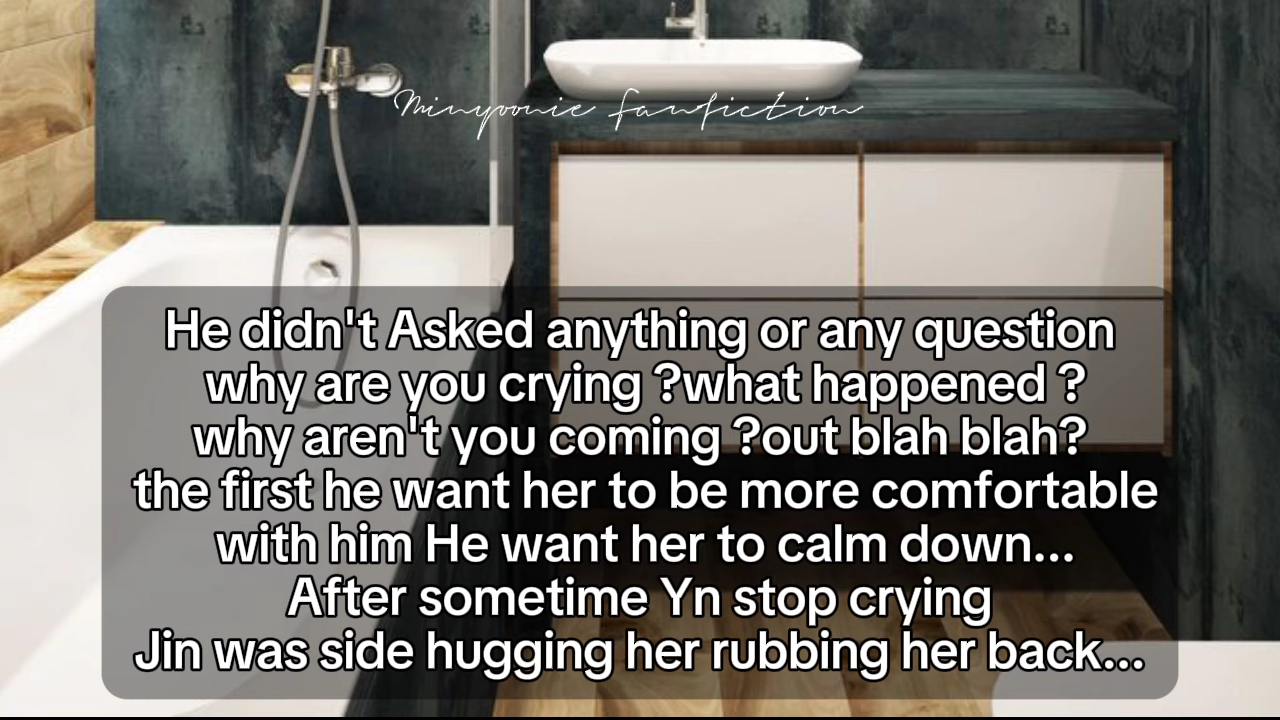 Minyoonie fanfiction
He didn't Asked anything or any question
why are you crying ?what happened ?
why aren't you coming ?out blah blah?
the first he want her to be more comfortable
with him He want her to calm down...
After sometime Yn stop crying
Jin was side hugging her rubbing her back...